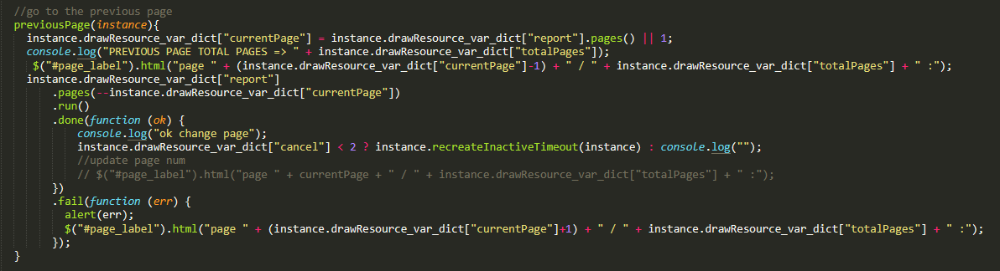 //go to the previous page
previousPage(instance){
instance.drawResource_var_dict["currentPage"] = instance.drawResource_var_dict["report"].pages() || 1;
console.log("PREVIOUS PAGE TOTAL PAGES => " + instance.drawResource_var_dict["totalPages"]);
$("#page_label").html("page " + (instance.drawResource_var_dict["currentPage"]-1) + " / " + instance.drawResource_var_dict["totalPages"] + " :");
instance.drawResource_var_dict["report"]
.pages(--instance.drawResource_var_dict["currentPage"])
.run()
.done(function (ok) {
console.log("ok change page");
instance.drawResource_var_dict["cancel"] < 2 ? instance.recreateInactiveTimeout(instance) : console.log("");
//update page num
// $("#page_label").html("page " + currentPage + " / " + instance.drawResource_var_dict["totalPages"] + " :");
})
.fail(function (err) {
alert(err);
$("#page_label").html("page " + (instance.drawResource_var_dict["currentPage"]+1) + " / " + instance.drawResource_var_dict["totalPages"] + " :");
});
}